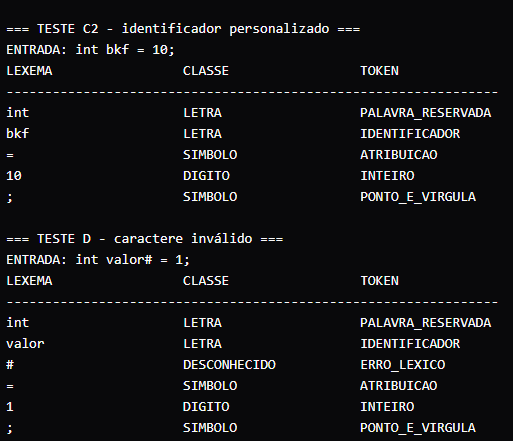 === TESTE C2 - identificador personalizado ===
ENTRADA: int bkf = 10;
LEXEMA CLASSE TOKEN
----------------------------------------------------------------
int LETRA PALAVRA_RESERVADA
bkf LETRA IDENTIFICADOR
= SIMBOLO ATRIBUICAO
10 DIGITO INTEIRO
; SIMBOLO PONTO_E_VIRGULA
=== TESTE D - caractere inválido ===
ENTRADA: int valor# = 1;
LEXEMA CLASSE TOKEN
----------------------------------------------------------------
int LETRA PALAVRA_RESERVADA
valor LETRA IDENTIFICADOR
# DESCONHECIDO ERRO_LEXICO
= SIMBOLO ATRIBUICAO
1 DIGITO INTEIRO
; SIMBOLO PONTO_E_VIRGULA